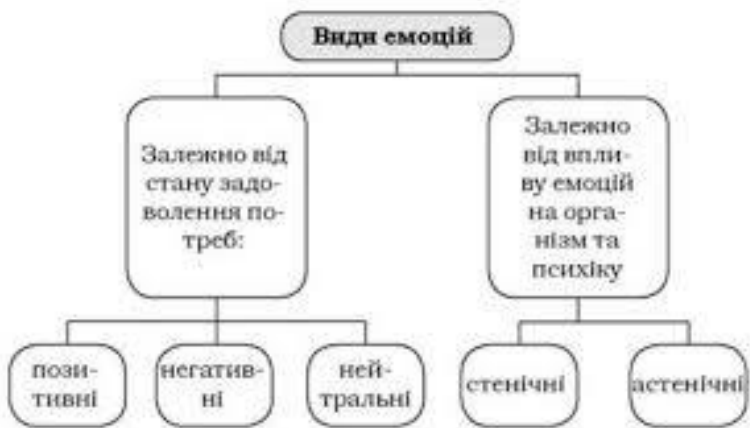 Види емоцій
Залежно від
стану задо-
волення по-
треб:
Залежно
від впли-
ву емоцій
на орга-
нізм та
психіку
пози-
тивні
негатив-
ні
ней-
тральні
стенічні
астенічні